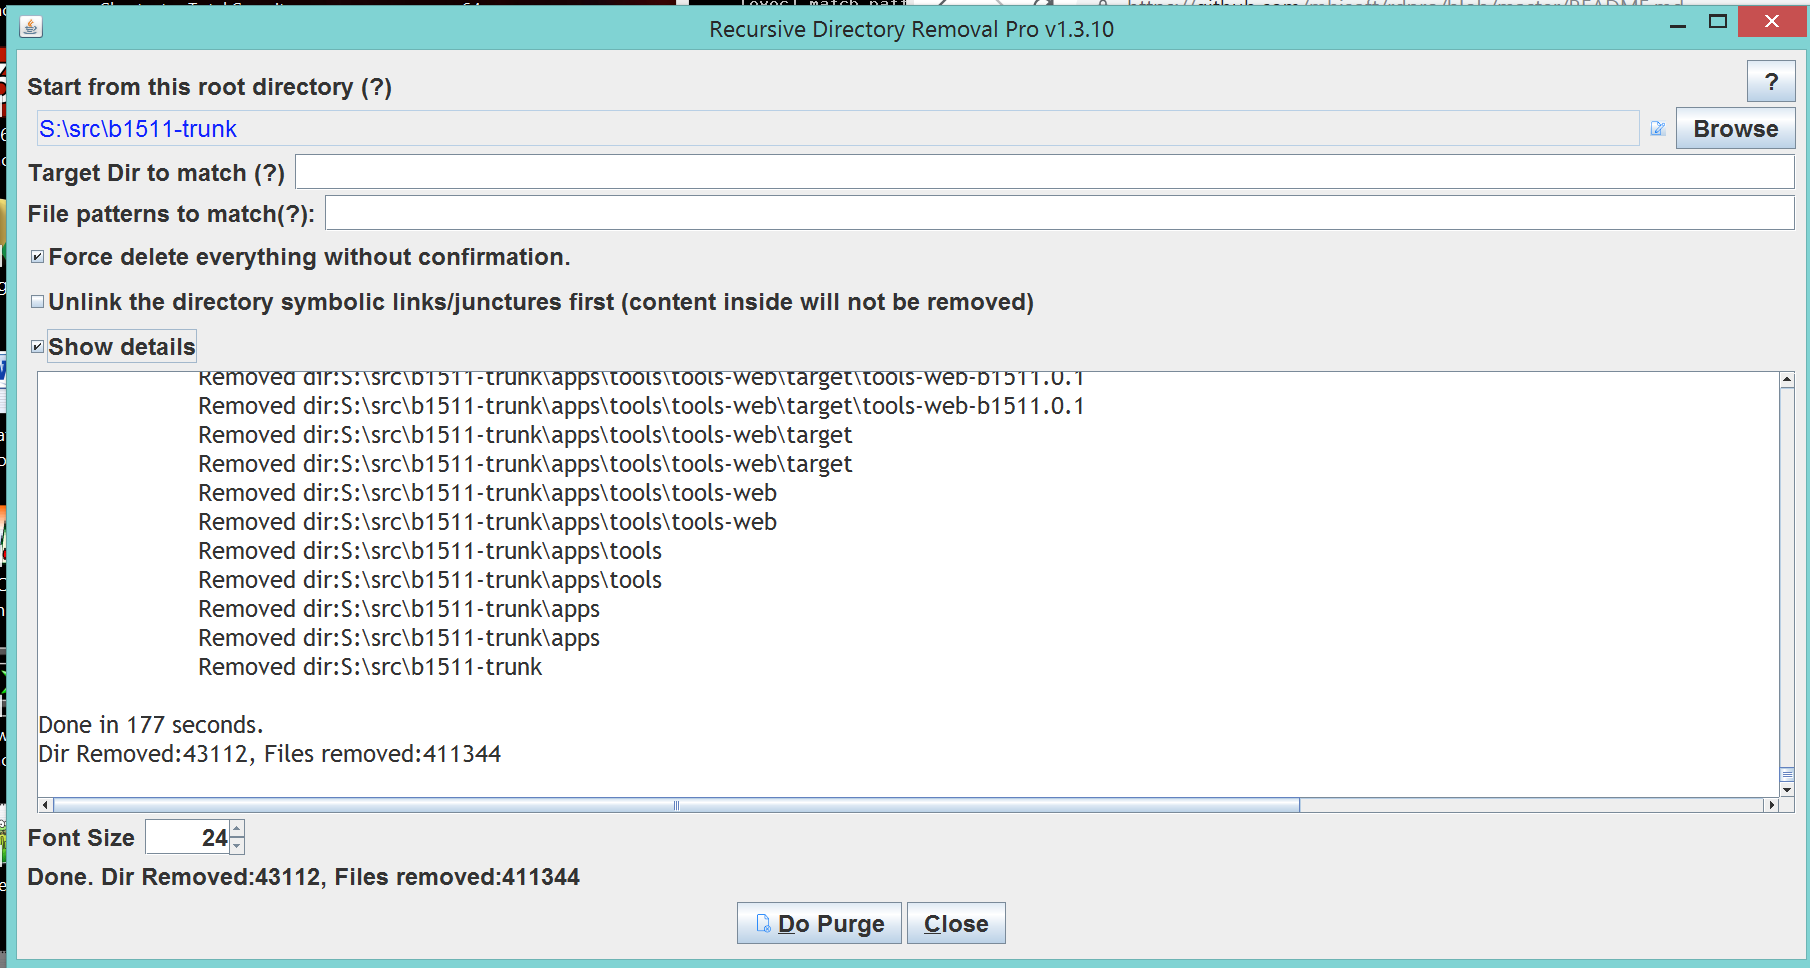 Recursive Directory Removal Pro v1.3.10
Start from this root directory (?)
?
S:\src\b1511-trunk
Browse
Target Dir to match (?)
File patterns to match(?):
Force delete everything without confirmation.
Unlink the directory symbolic links/junctures first (content inside will not be removed)
Show details
Removed dir:S:\src\b1511-trunk\apps\tools\tools-web\target\tools-web-b1511.0.1
Removed dir:S:\src\b1511-trunk\apps\tools\tools-web\target\tools-web-b1511.0.1
Removed dir:S:\src\b1511-trunk\apps\tools\tools-web\target
Removed dir:S:\src\b1511-trunk\apps\tools\tools-web\target
Removed dir:S:\src\b1511-trunk\apps\tools\tools-web
Removed dir:S:\src\b1511-trunk\apps\tools\tools-web
Removed dir:S:\src\b1511-trunk\apps\tools
Removed dir:S:\src\b1511-trunk\apps\tools
Removed dir:S:\src\b1511-trunk\apps
Removed dir:S:\src\b1511-trunk\apps
Removed dir:S:\src\b1511-trunk
Done in 177 seconds.
Dir Removed:43112, Files removed:411344
Font Size 24
Done. Dir Removed:43112, Files removed:411344
Do Purge
Close